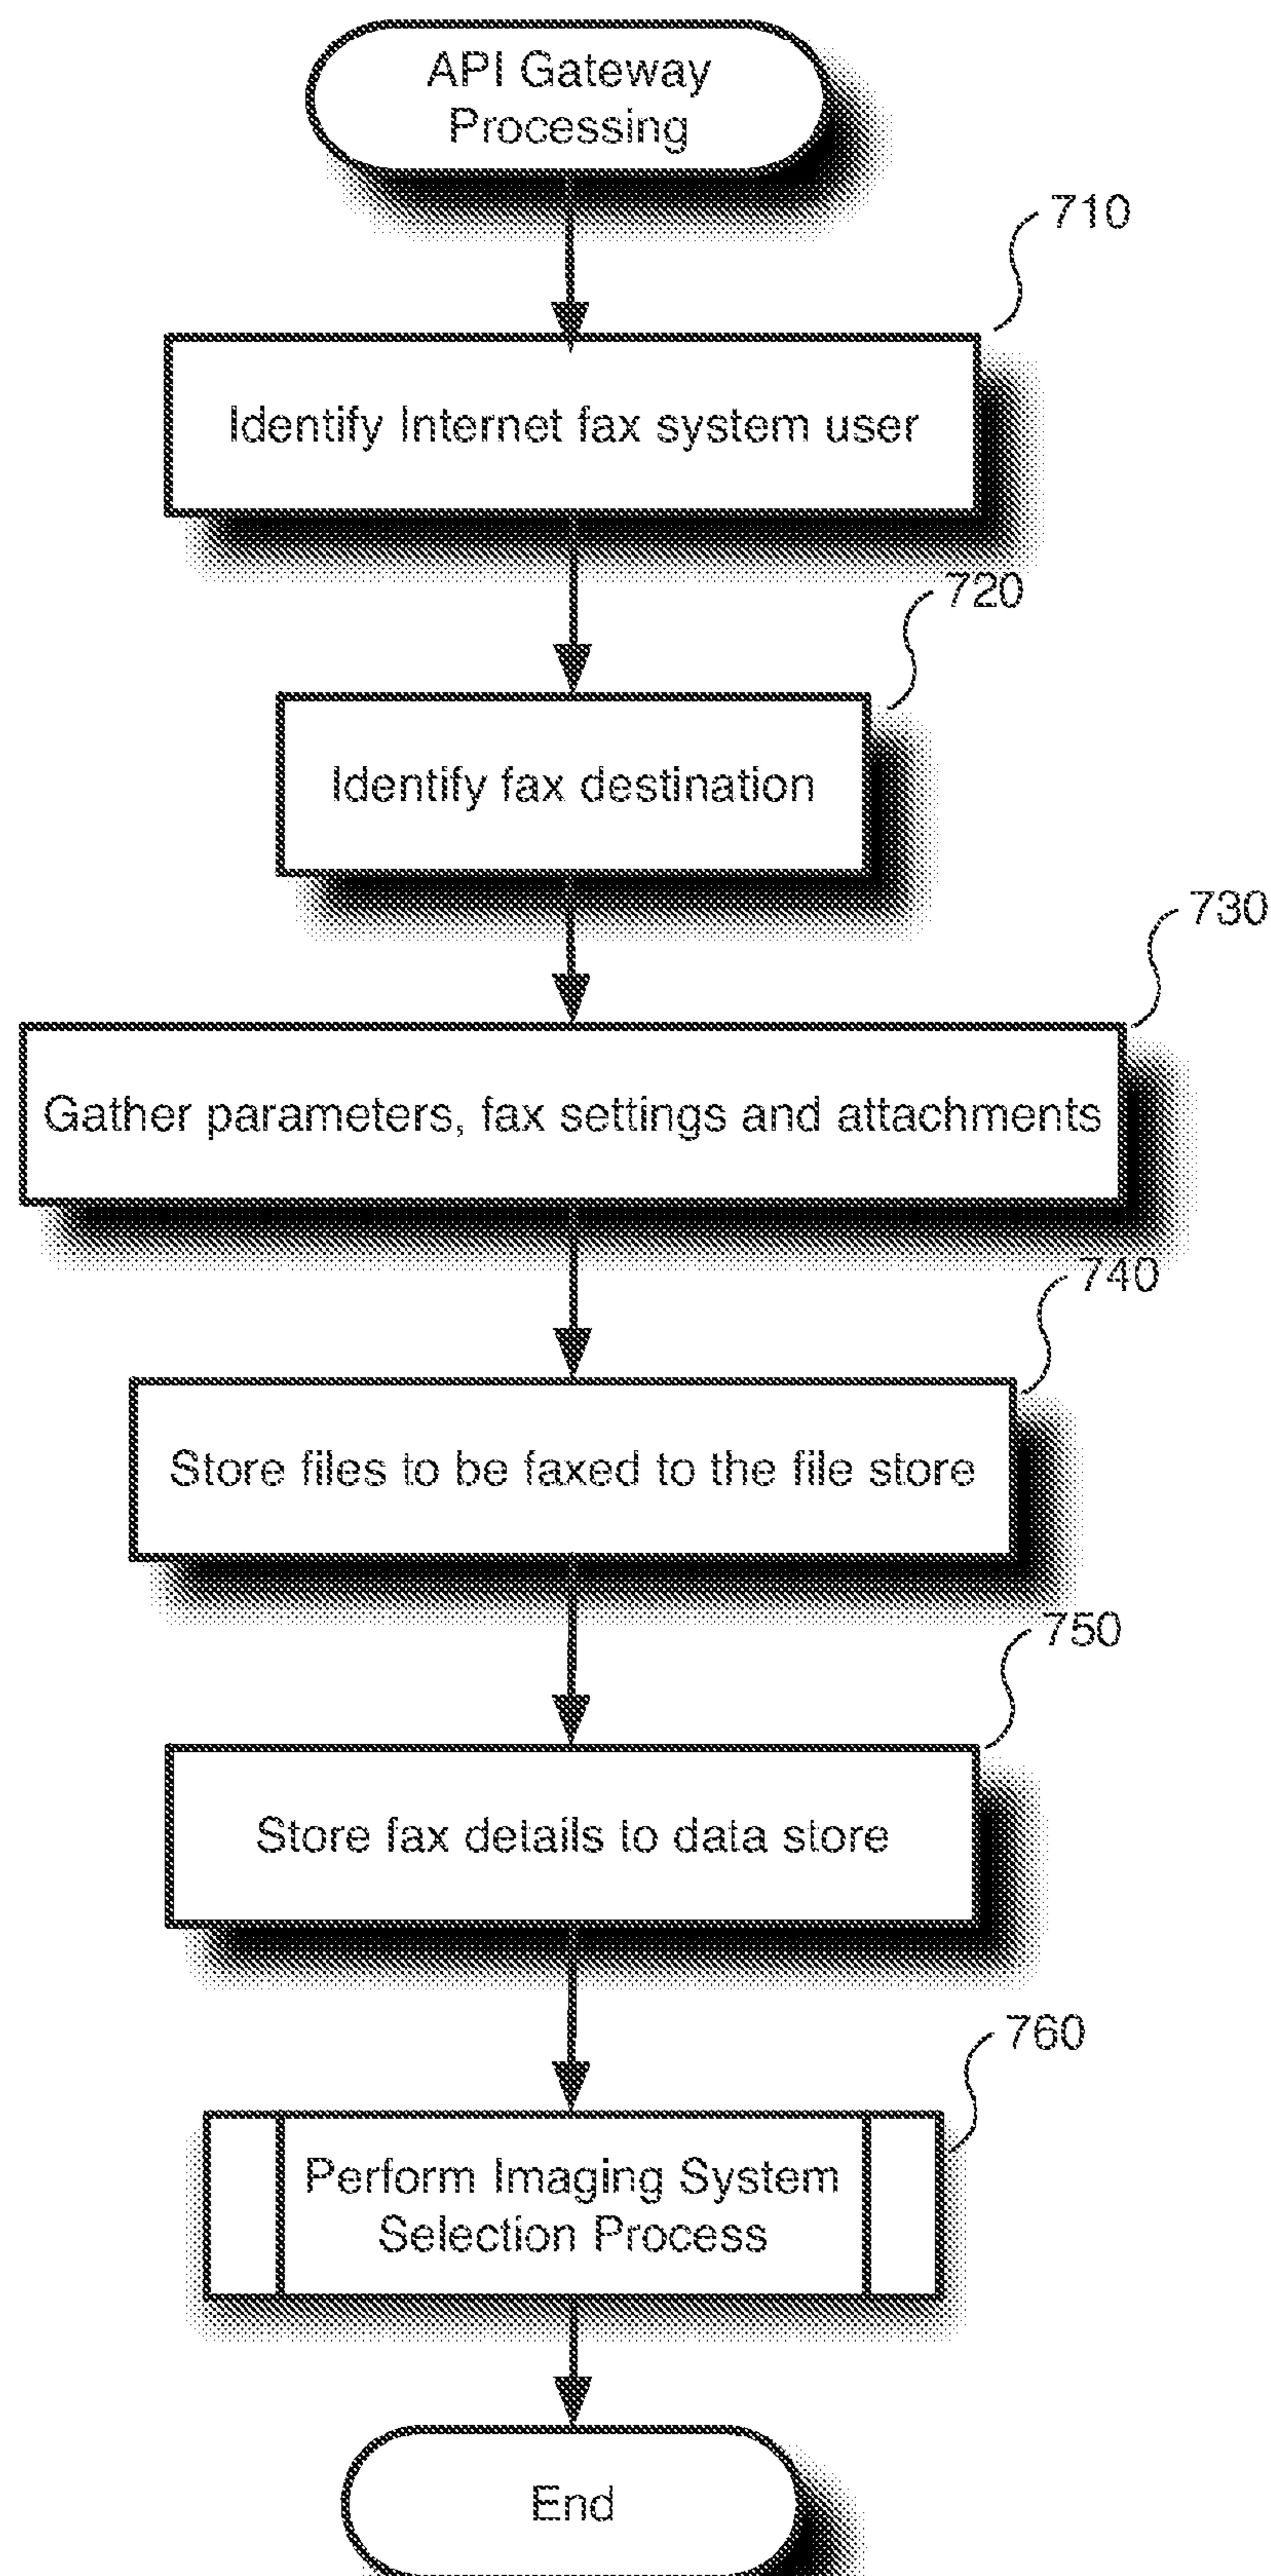 API Gateway
Processing
710
Identify Internet fax system user
720
Identify fax destination
730
Gather parameters, fax settings and attachments
740
Store files to be faxed to the file store
750
Store fax details to data store
760
Perform Imaging System
Selection Process
End